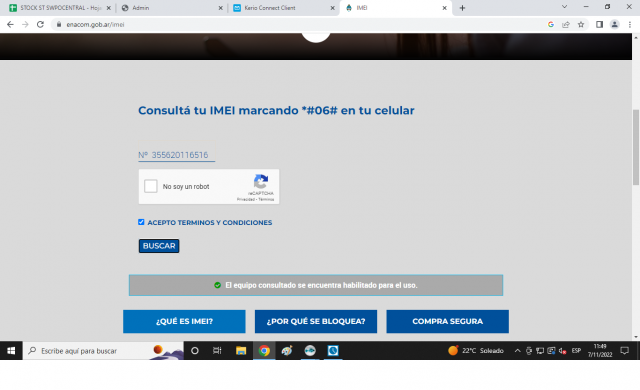 STOCK ST SWPDCENTRAL - Hoja
Admin
Kerio Connect Client
IMEI
enacom.gob.ar/imei
Consultá tu IMEI marcando *#06# en tu celular
Nº 355620116516
No soy un robot
reCAPTCHA
Privacidad - Términos
ACEPTO TERMINOS Y CONDICIONES
BUSCAR
El equipo consultado se encuentra habilitado para el uso.
¿QUÉ ES IMEI?
¿POR QUÉ SE BLOQUEA?
COMPRA SEGURA
Escribe aquí para buscar
22°C Soleado
ESP
11:49
7/11/2022